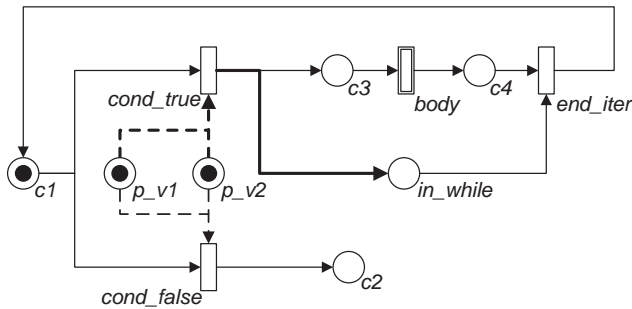 cond_true
c3
body
c4
end_iter
c1
p_v1
p_v2
in_while
cond_false
c2